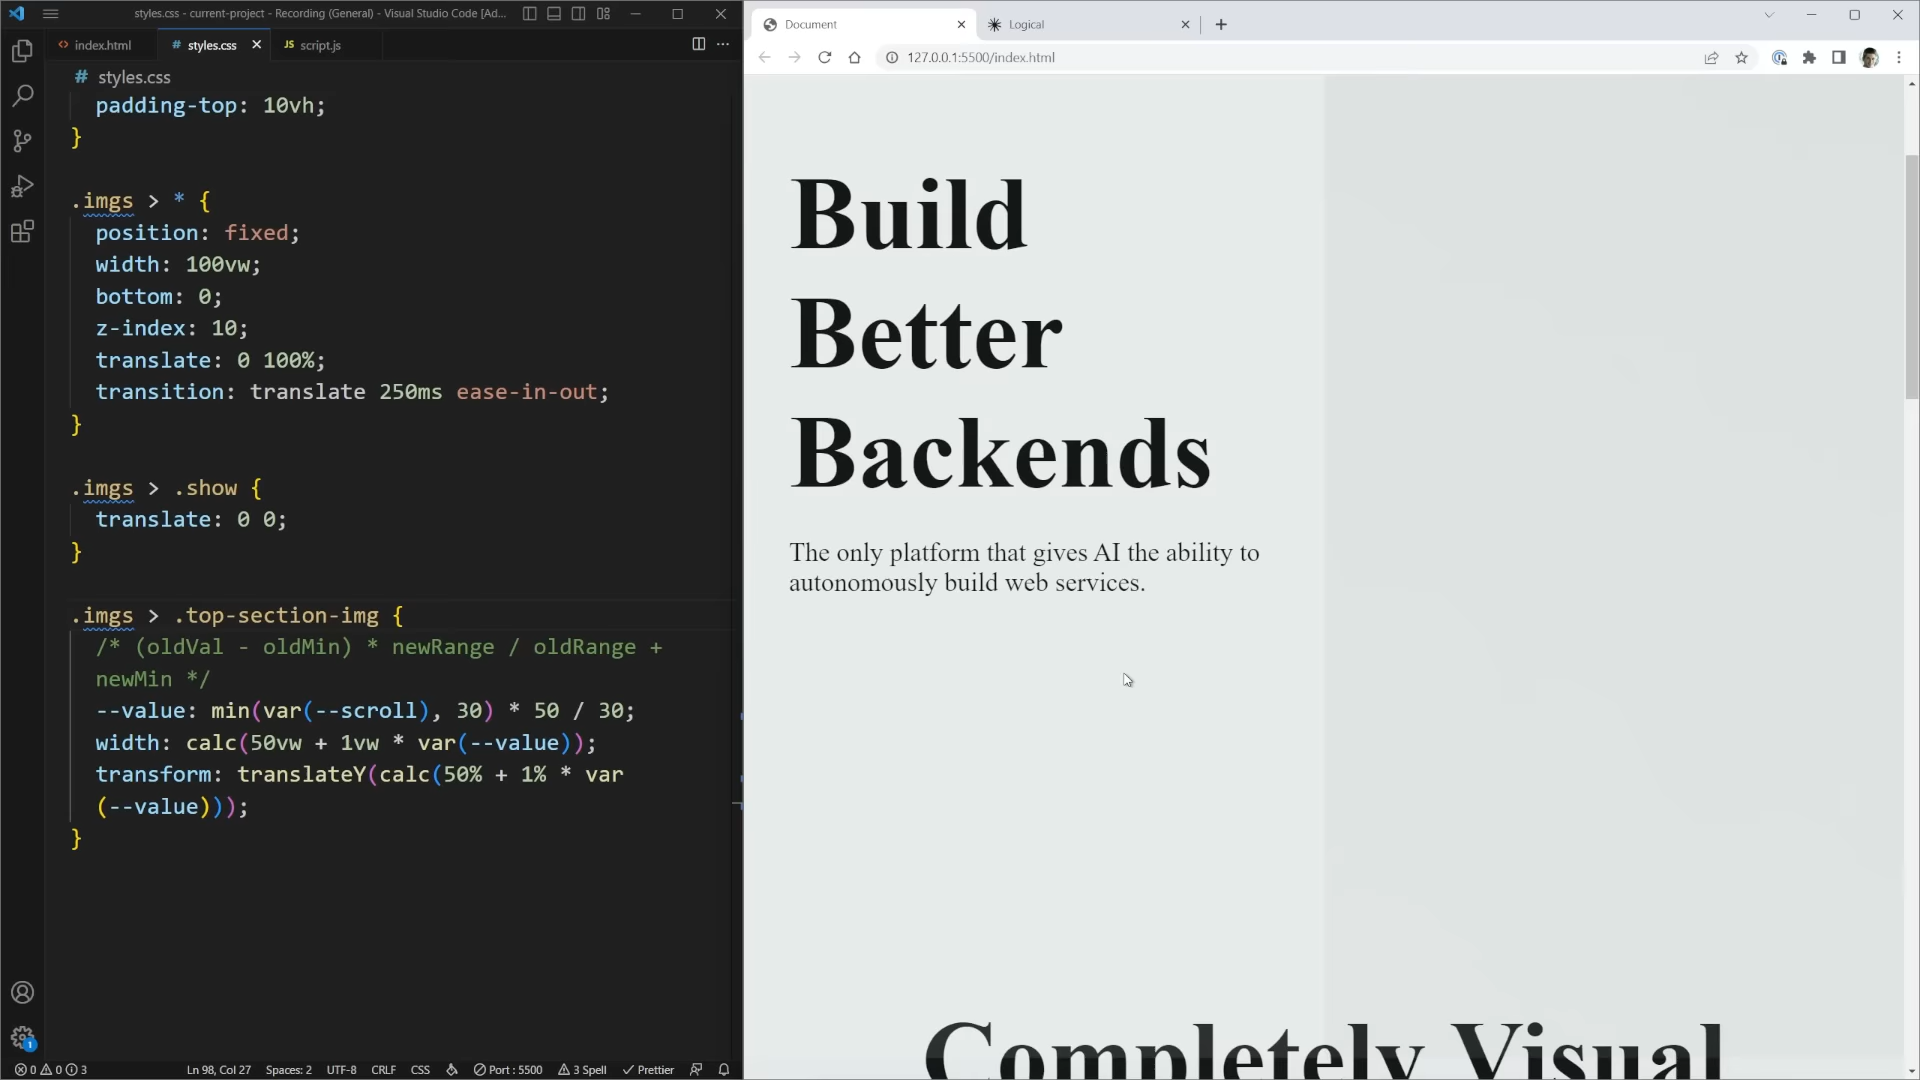 styles.css - current-project - Recording (General) - Visual Studio Code [Ad...
index.html
# styles.css
JS script.js
# styles.css
padding-top: 10vh;
}
.imgs > * {
position: fixed;
width: 100vw;
bottom: 0;
z-index: 10;
translate: 0 100%;
transition: translate 250ms ease-in-out;
}
.imgs > .show {
translate: 0 0;
}
.imgs > .top-section-img {
/* (oldVal - oldMin) * newRange / oldRange +
newMin */
--value: min(var(--scroll), 30) * 50 / 30;
width: calc(50vw + 1vw * var(--value));
transform: translateY(calc(50% + 1% * var
(--value)));
}
1
0 0 3
Ln 98, Col 27
Spaces: 2
UTF-8
CRLF
CSS
Port : 5500
3 Spell
Prettier
Document
Logical
127.0.0.1:5500/index.html
Build
Better
Backends
The only platform that gives AI the ability to
autonomously build web services.
Completely Visual